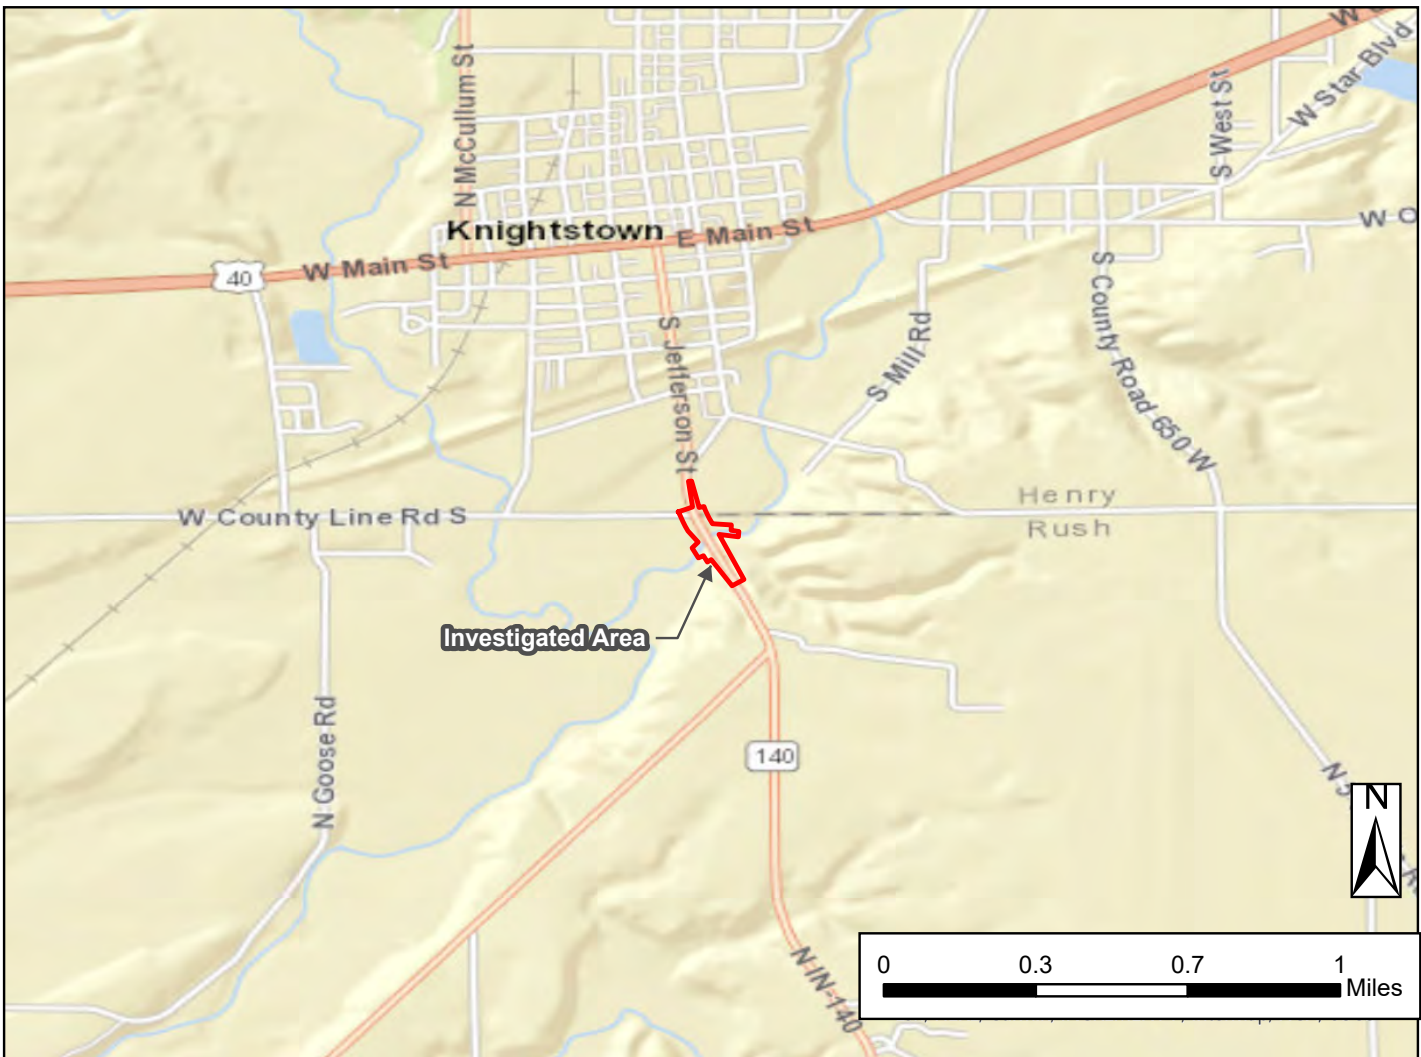 N McCullum St
W Star Blvd
S West St
Knightstown
E Main St
W O
W Main St
40
S Jefferson St
S Mill Rd
S County Road 650 W
W County Line Rd S
Henry
Rush
Investigated Area
N Goose Rd
140
N IN-140
N
0 0.3 0.7 1
Miles